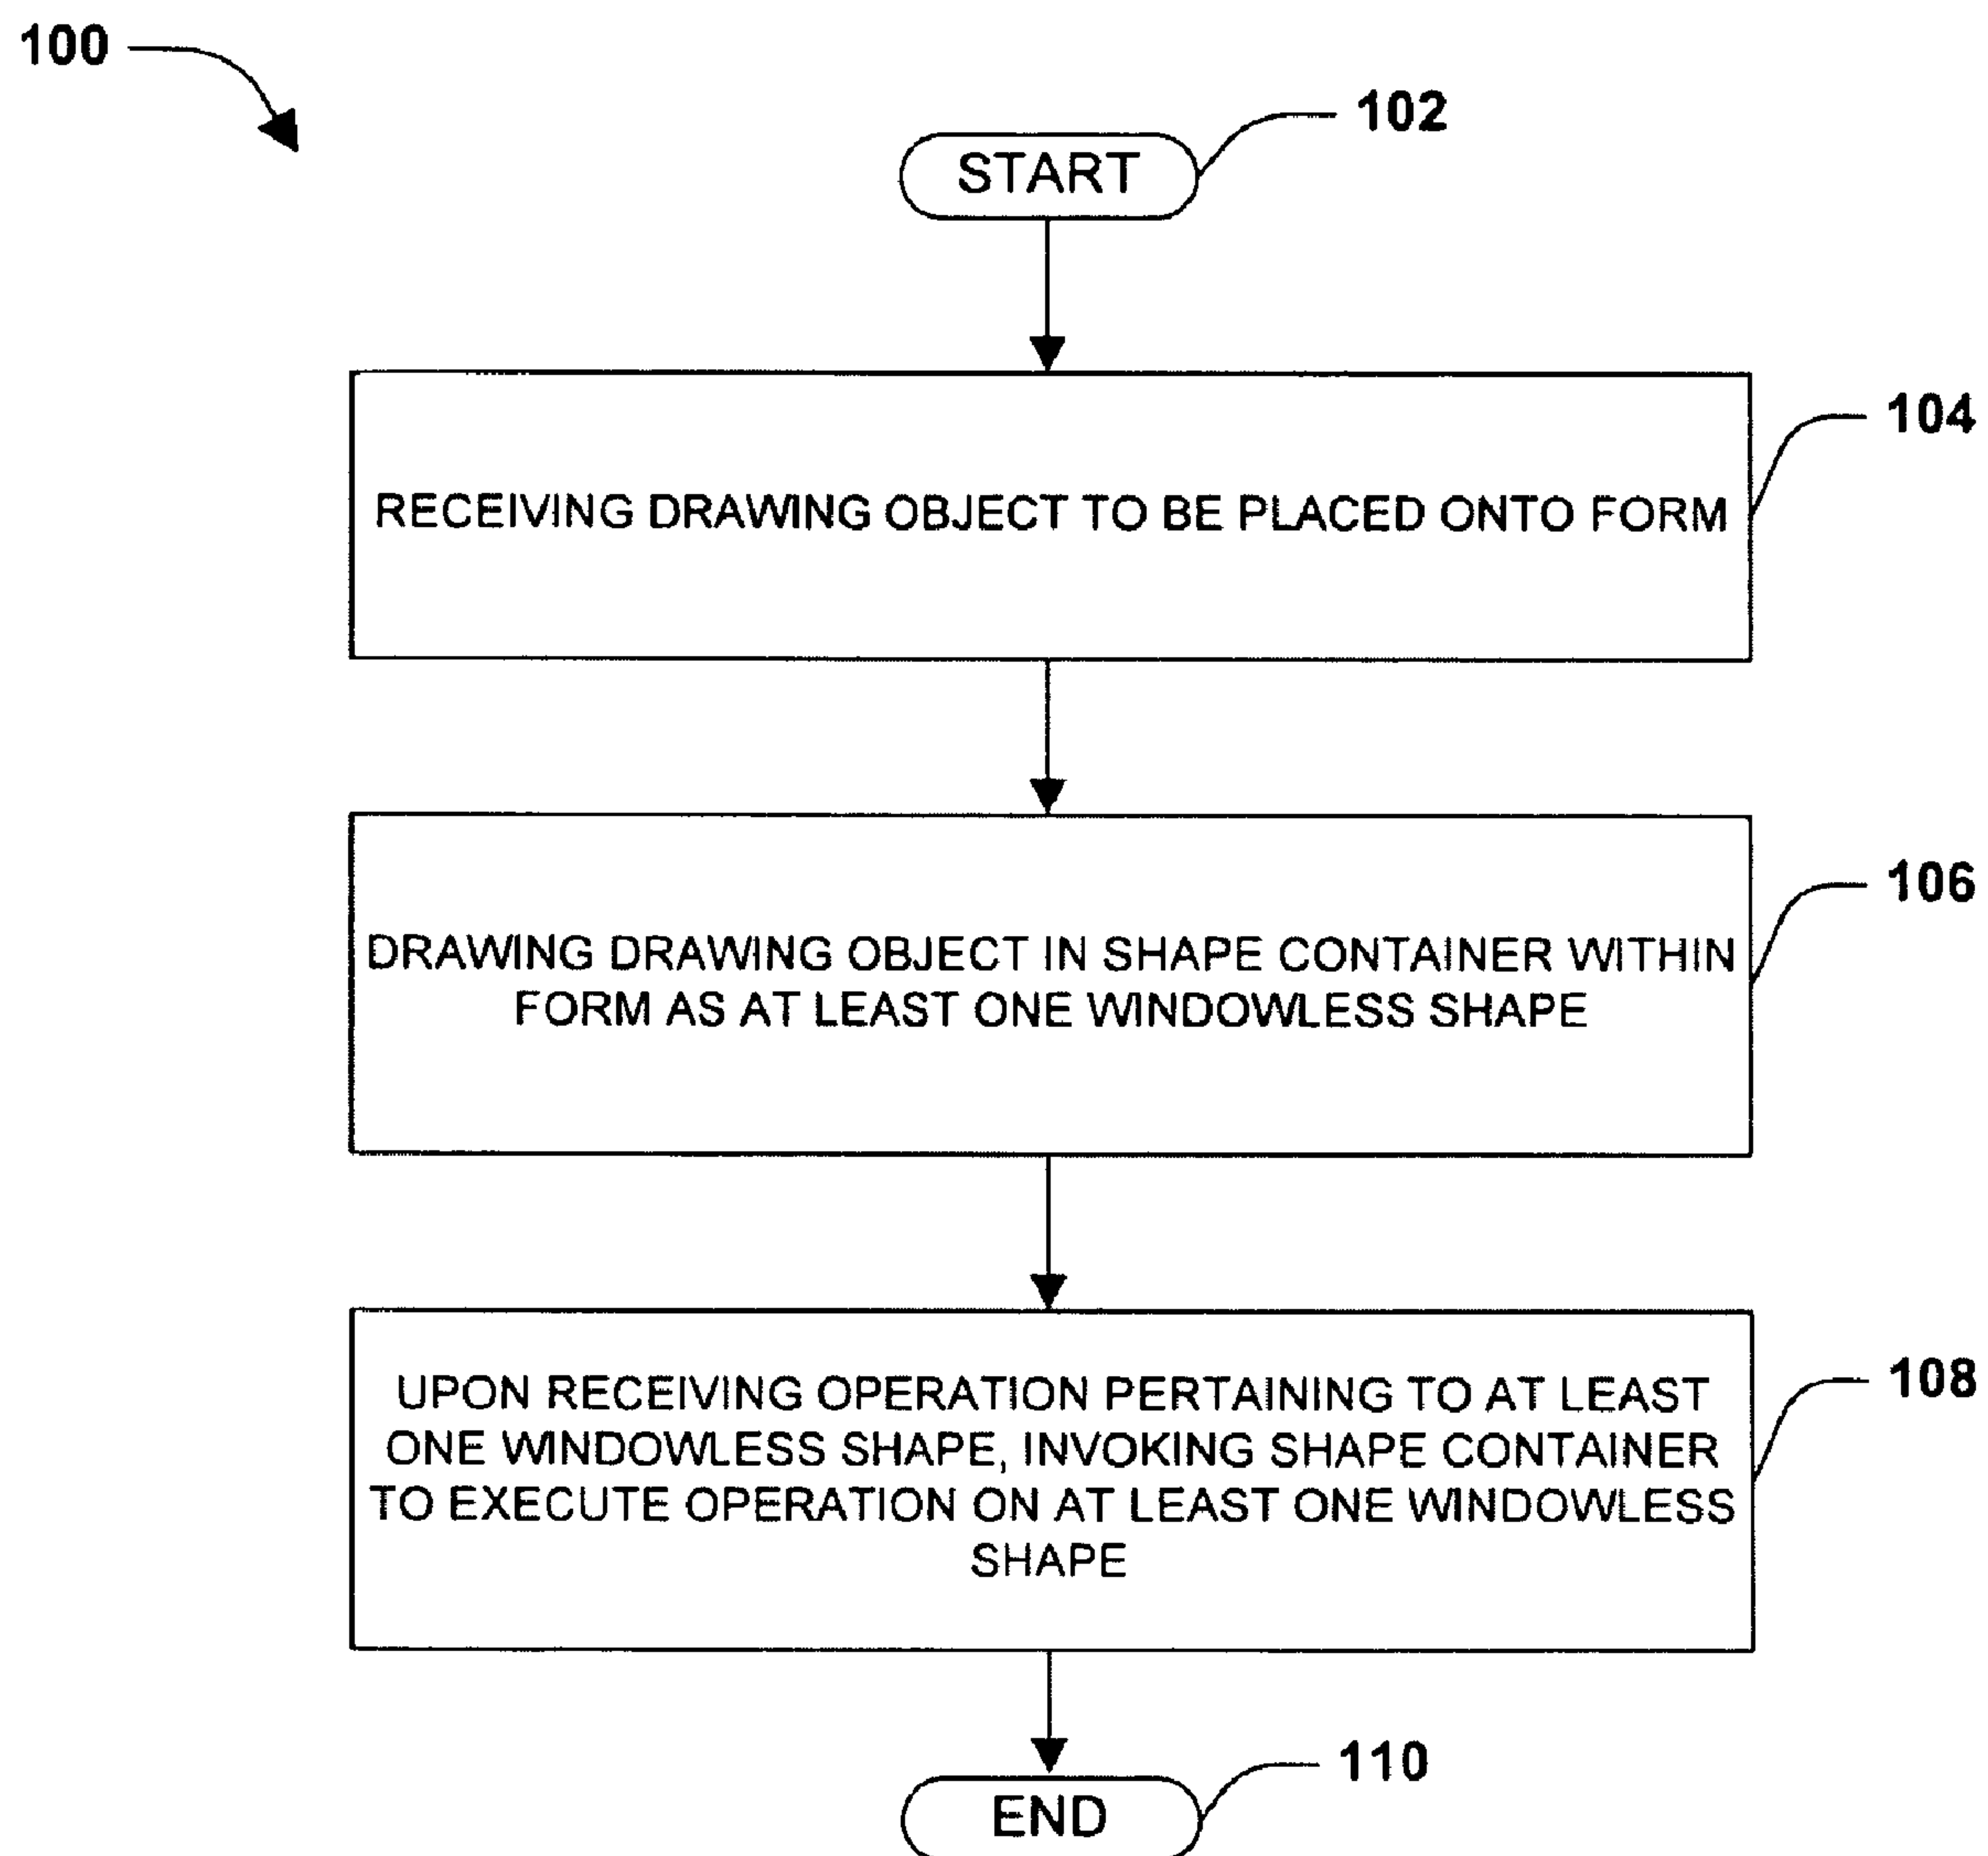 100
102
START
104
RECEIVING DRAWING OBJECT TO BE PLACED ONTO FORM
106
DRAWING DRAWING OBJECT IN SHAPE CONTAINER WITHIN
FORM AS AT LEAST ONE WINDOWLESS SHAPE
108
UPON RECEIVING OPERATION PERTAINING TO AT LEAST
ONE WINDOWLESS SHAPE, INVOKING SHAPE CONTAINER
TO EXECUTE OPERATION ON AT LEAST ONE WINDOWLESS
SHAPE
110
END